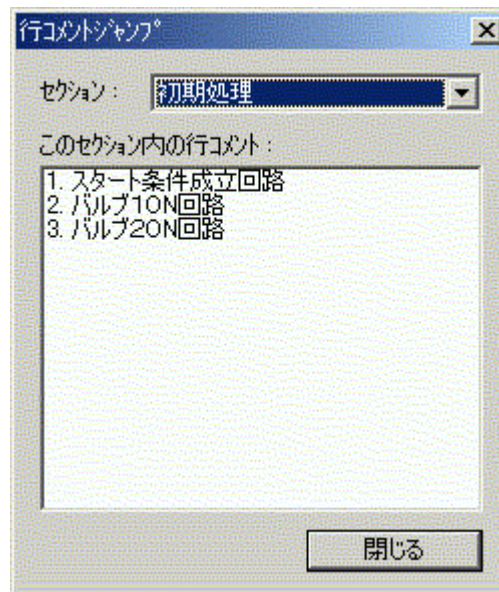 行ｺﾒﾝﾄｼﾞｬﾝﾌﾟ
ｾｸｼｮﾝ： 初期処理
このｾｸｼｮﾝ内の行ｺﾒﾝﾄ：
1. スタート条件成立回路
2. バルブ1ON回路
3. バルブ2ON回路
閉じる